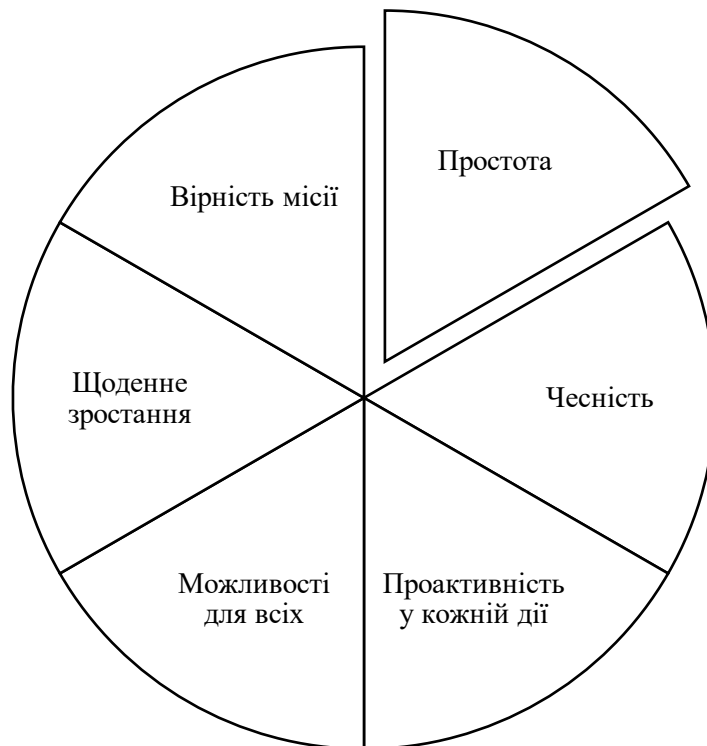 Простота
Вірність місії
Чесність
Щоденне
зростання
Можливості
для всіх
Проактивність
у кожній дії